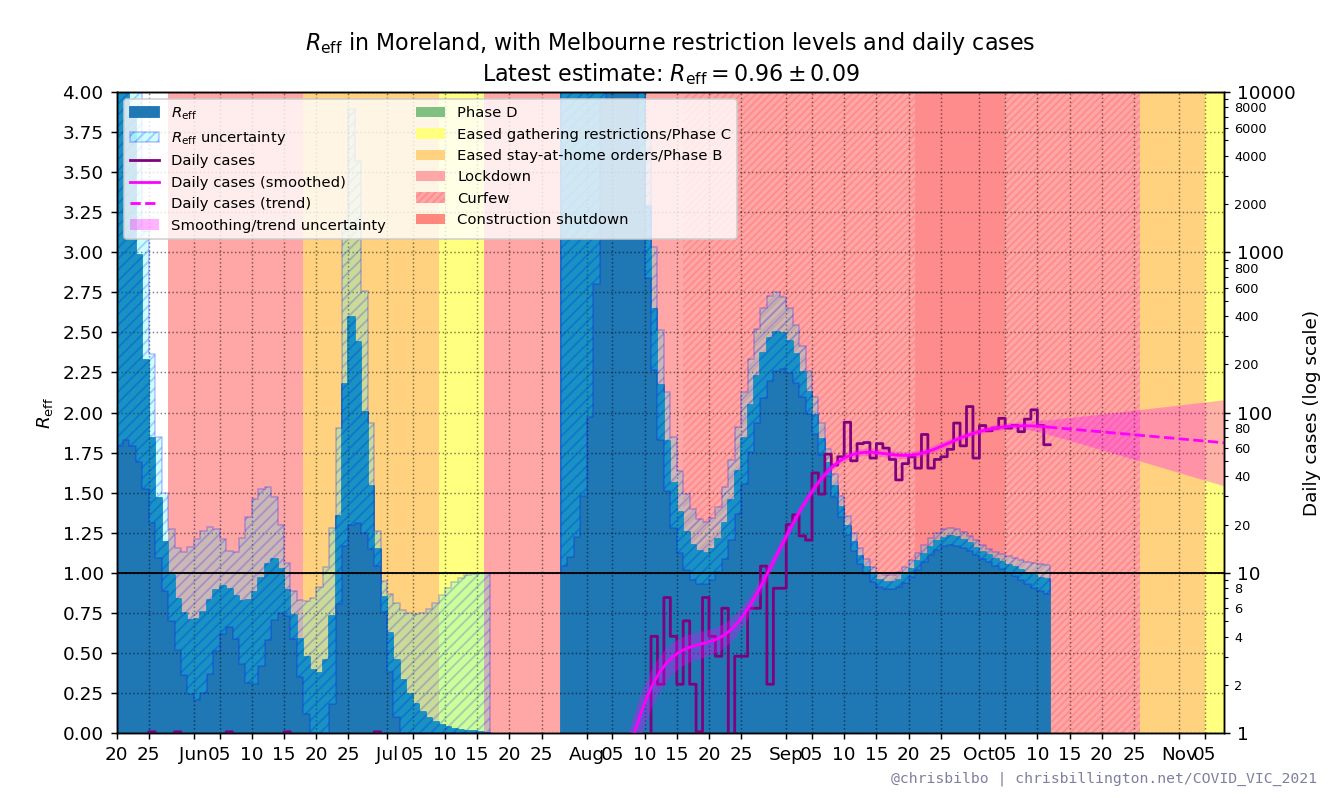 R_eff in Moreland, with Melbourne restriction levels and daily cases
Latest estimate: R_eff = 0.96 ± 0.09
R_eff
R_eff uncertainty
Daily cases
Daily cases (smoothed)
Daily cases (trend)
Smoothing/trend uncertainty
Phase D
Eased gathering restrictions/Phase C
Eased stay-at-home orders/Phase B
Lockdown
Curfew
Construction shutdown
R_eff
4.00
3.75
3.50
3.25
3.00
2.75
2.50
2.25
2.00
1.75
1.50
1.25
1.00
0.75
0.50
0.25
0.00
10000
8000
6000
4000
2000
1000
800
600
400
200
100
80
60
40
20
10
8
6
4
2
1
Daily cases (log scale)
20 25 Jun 05 10 15 20 25 Jul 05 10 15 20 25 Aug 05 10 15 20 25 Sep 05 10 15 20 25 Oct 05 10 15 20 25 Nov 05
@chrisbilbo | chrisbillington.net/COVID_VIC_2021